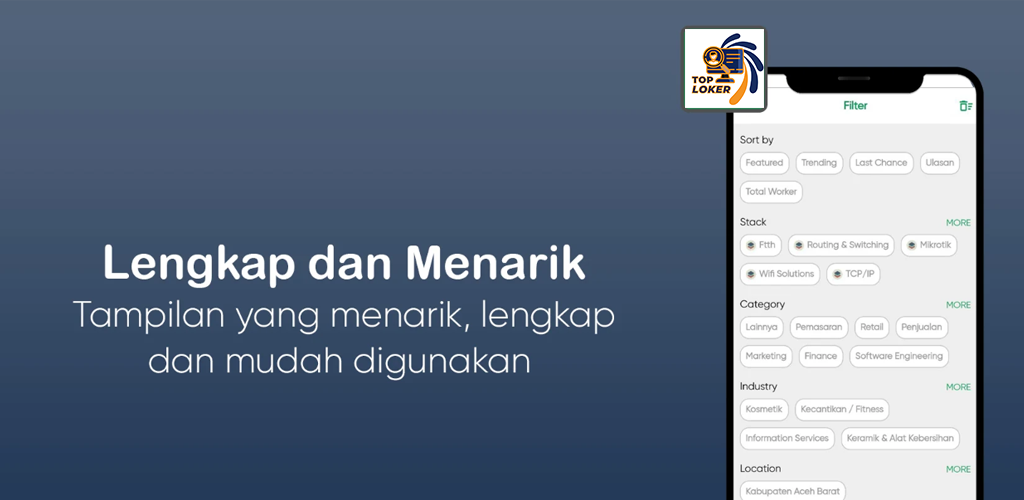 TOP
LOKER
Lengkap dan Menarik
Tampilan yang menarik, lengkap
dan mudah digunakan
Filter
Sort by
Featured Trending Last Chance Ulasan
Total Worker
Stack MORE
Ftth Routing & Switching Mikrotik
Wifi Solutions TCP/IP
Category MORE
Lainnya Pemasaran Retail Penjualan
Marketing Finance Software Engineering
Industry MORE
Kosmetik Kecantikan / Fitness
Information Services Keramik & Alat Kebersihan
Location MORE
Kabupaten Aceh Barat